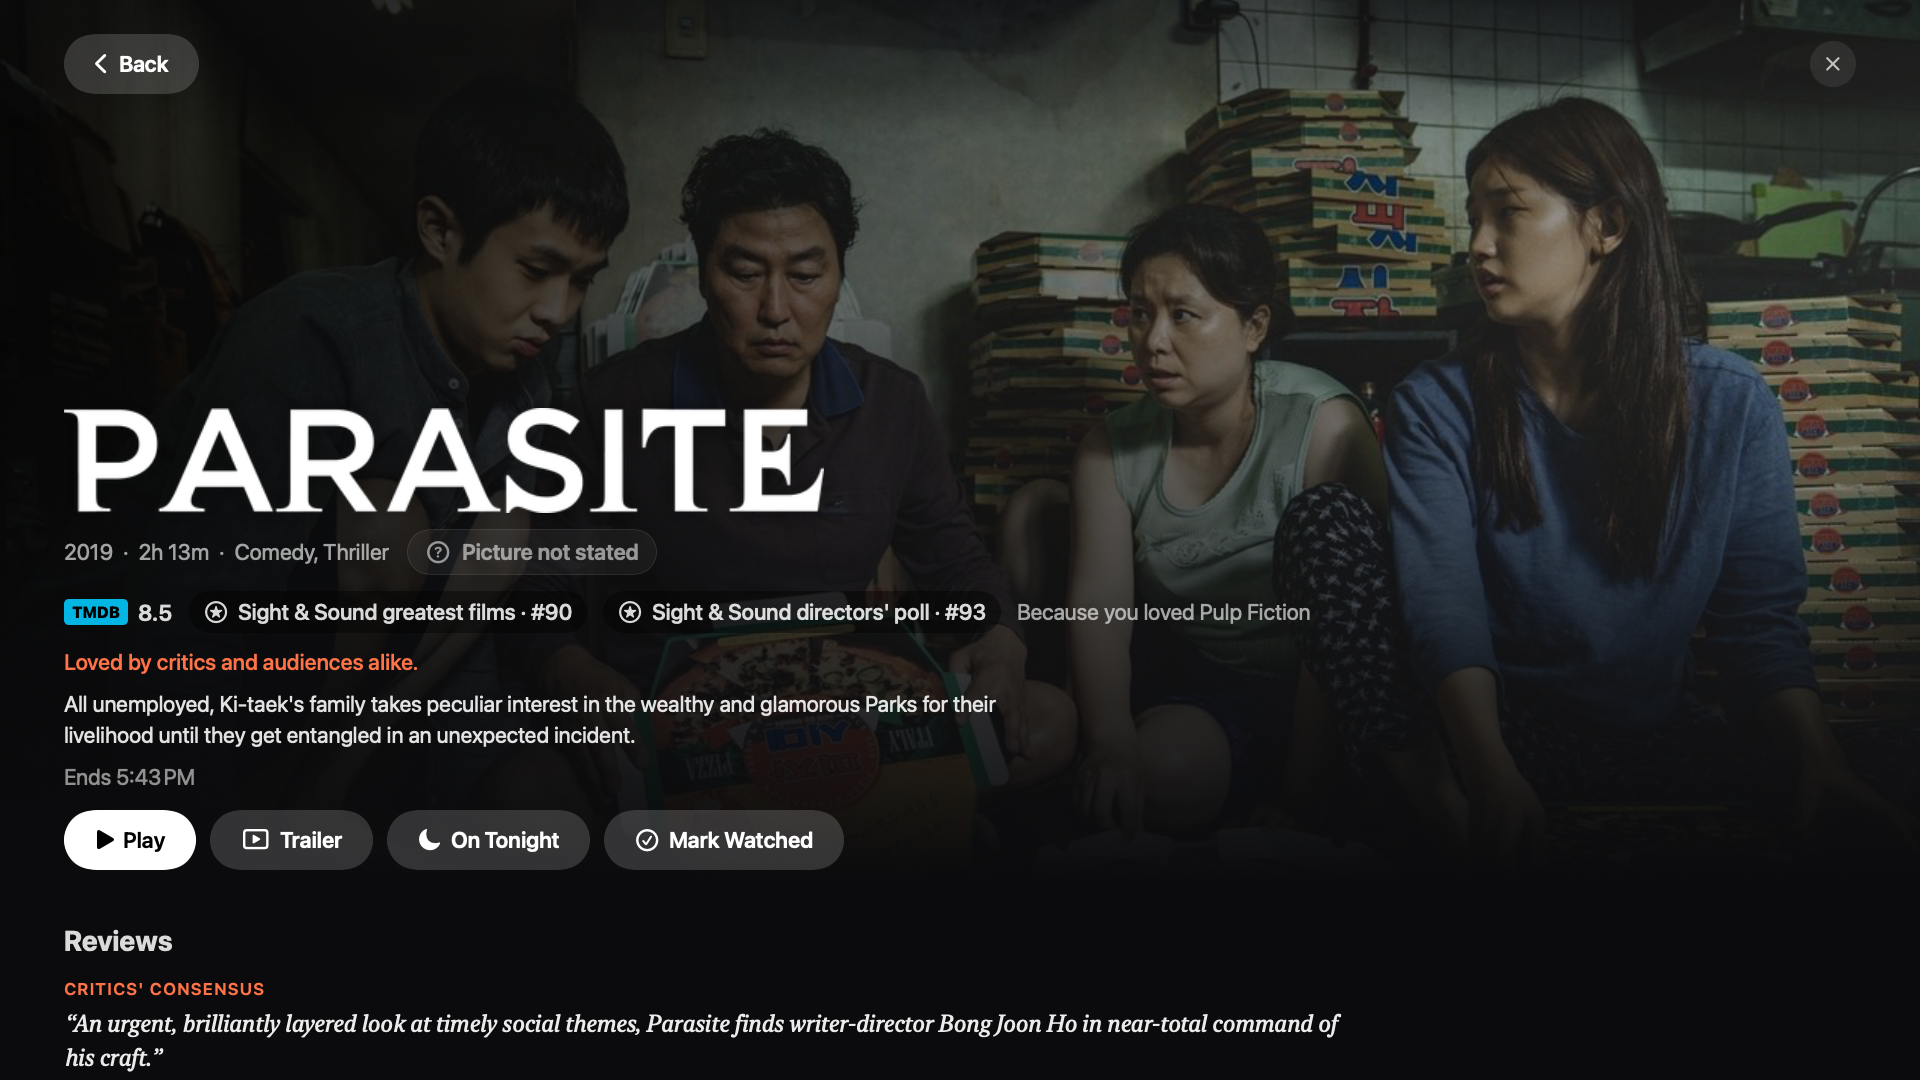 Back
PARASITE
2019 · 2h 13m · Comedy, Thriller
Picture not stated
TMDB 8.5
Sight & Sound greatest films · #90
Sight & Sound directors' poll · #93
Because you loved Pulp Fiction
Loved by critics and audiences alike.
All unemployed, Ki-taek's family takes peculiar interest in the wealthy and glamorous Parks for their
livelihood until they get entangled in an unexpected incident.
Ends 5:43 PM
Play
Trailer
On Tonight
Mark Watched
Reviews
CRITICS' CONSENSUS
“An urgent, brilliantly layered look at timely social themes, Parasite finds writer-director Bong Joon Ho in near-total command of
his craft.”